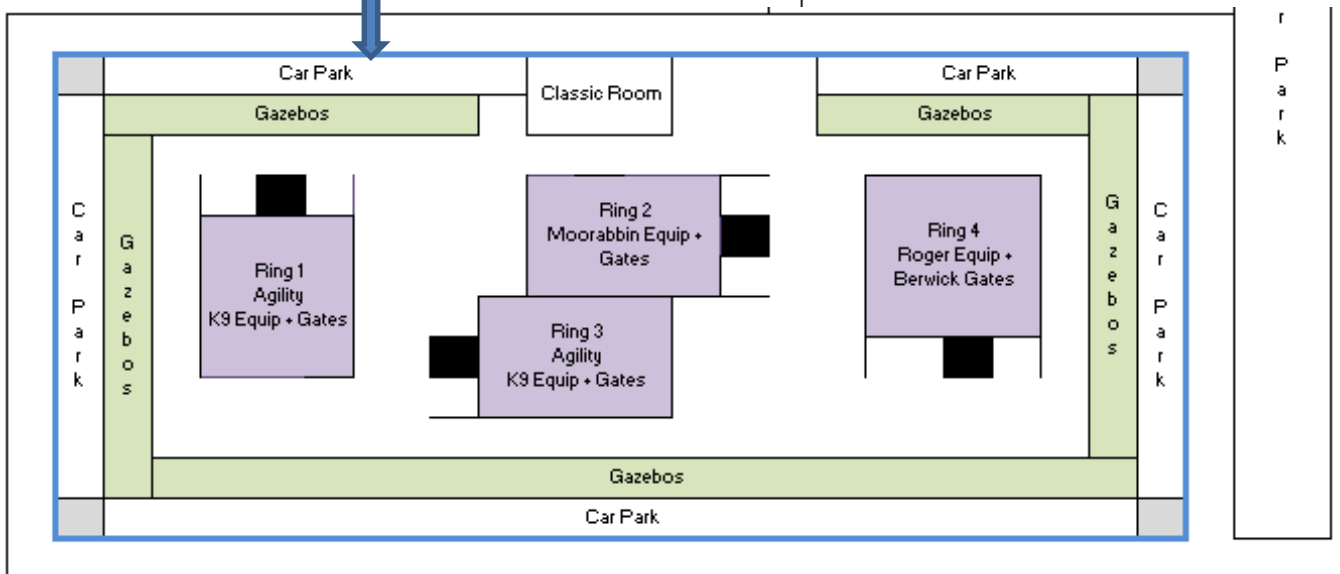 Car Park
Classic Room
Car Park
Gazebos
Gazebos
Car Park
Gazebos
Ring 1
Agility
K9 Equip + Gates
Ring 2
Moorabbin Equip +
Gates
Ring 3
Agility
K9 Equip + Gates
Ring 4
Roger Equip +
Berwick Gates
Gazebos
Car Park
r Park
Gazebos
Car Park